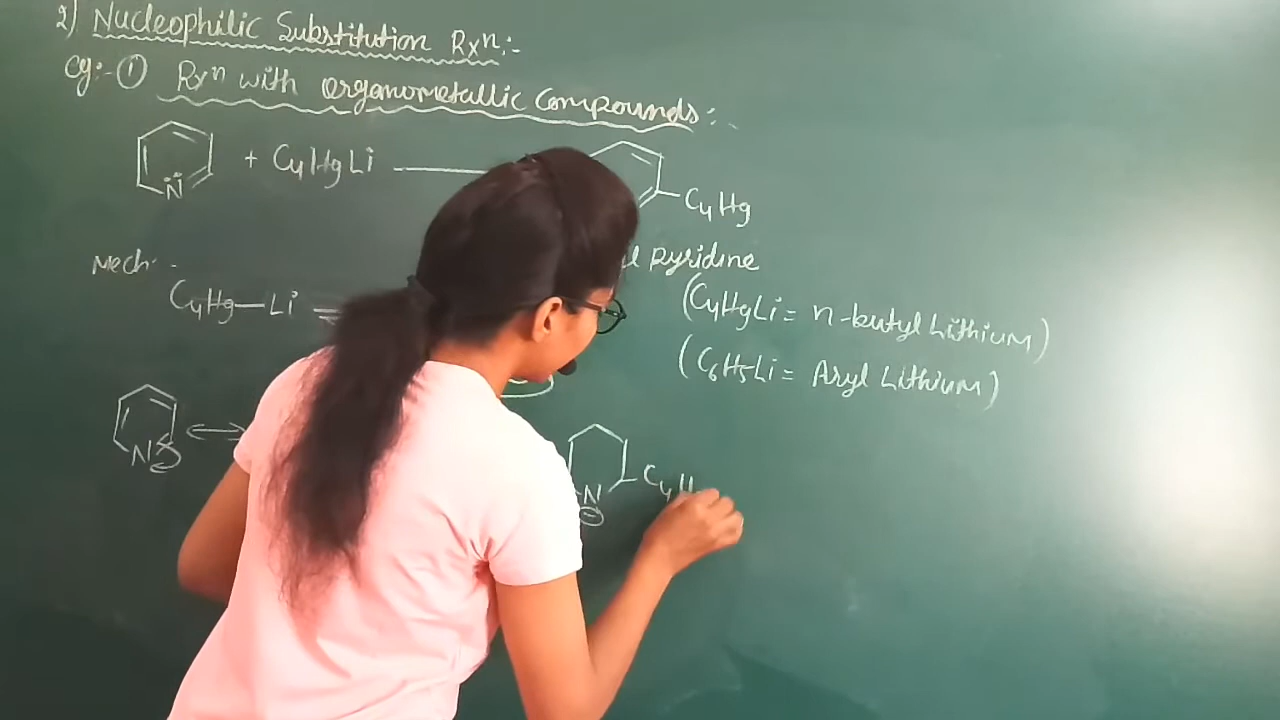 2) Nucleophilic Substitution Rxⁿ:-
eg:- ① Rxⁿ with organometallic Compounds:-
N + C4H9Li C4H9
yl pyridine
Mech:-
C4H9—Li
(C4H9Li = n-butyl Lithium)
(C6H5Li = Aryl Lithium)
N N C4H